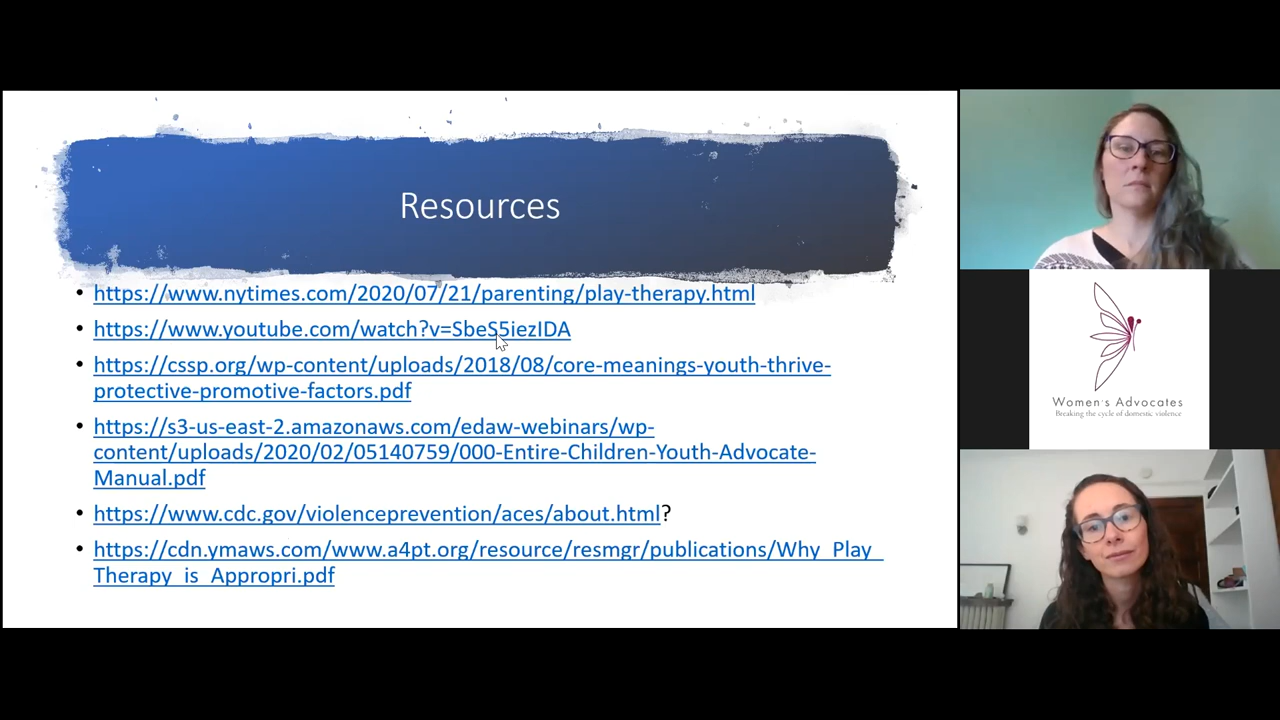 Resources
https://www.nytimes.com/2020/07/21/parenting/play-therapy.html
https://www.youtube.com/watch?v=SbeS5iezIDA
https://cssp.org/wp-content/uploads/2018/08/core-meanings-youth-thrive-
protective-promotive-factors.pdf
https://s3-us-east-2.amazonaws.com/edaw-webinars/wp-
content/uploads/2020/02/05140759/000-Entire-Children-Youth-Advocate-
Manual.pdf
https://www.cdc.gov/violenceprevention/aces/about.html?
https://cdn.ymaws.com/www.a4pt.org/resource/resmgr/publications/Why_Play_
Therapy_is_Appropri.pdf
Women's Advocates
Breaking the cycle of domestic violence